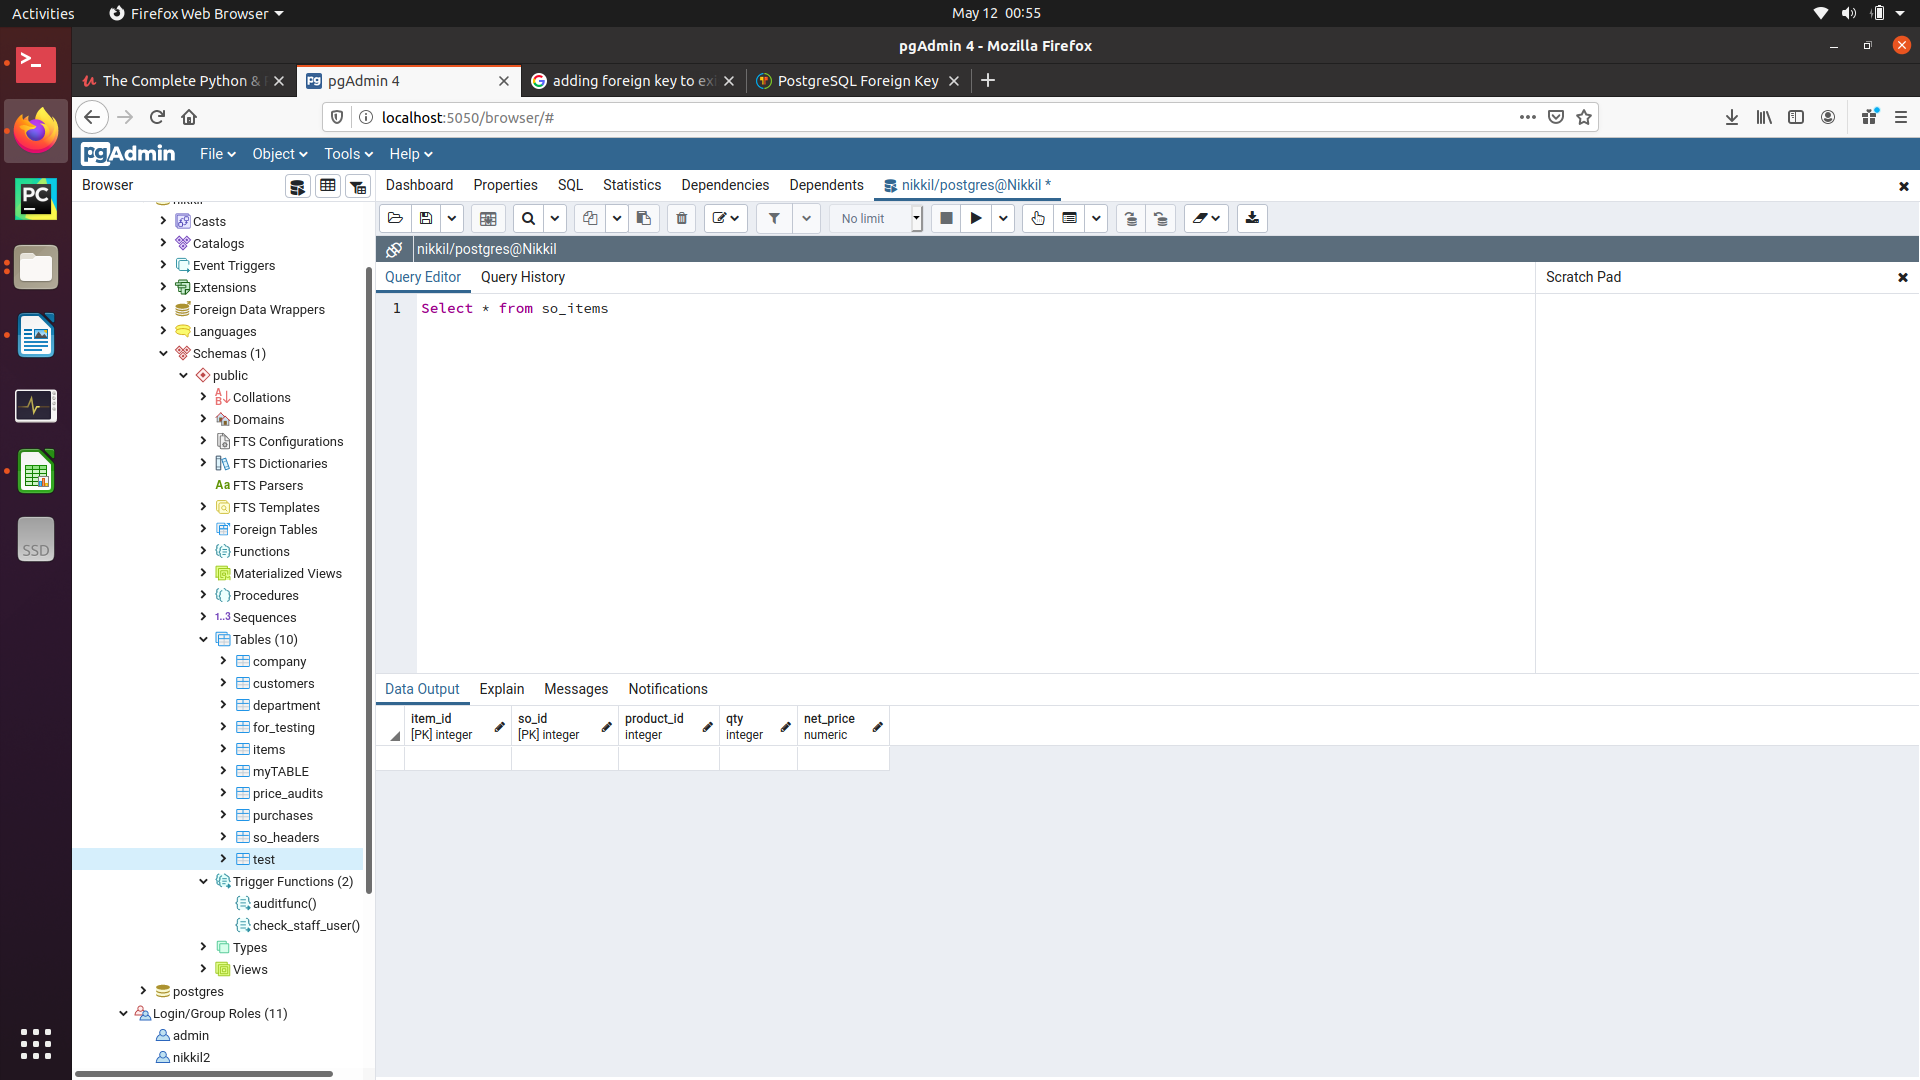 Activities
Firefox Web Browser
May 12 00:55
pgAdmin 4 - Mozilla Firefox
The Complete Python &
pgAdmin 4
adding foreign key to ex
PostgreSQL Foreign Key
localhost:5050/browser/#
pgAdmin
File
Object
Tools
Help
Browser
Dashboard
Properties
SQL
Statistics
Dependencies
Dependents
nikkil/postgres@Nikkil *
No limit
nikkil/postgres@Nikkil
Query Editor
Query History
Scratch Pad
1 Select * from so_items
nikkil
Casts
Catalogs
Event Triggers
Extensions
Foreign Data Wrappers
Languages
Schemas (1)
public
Collations
Domains
FTS Configurations
FTS Dictionaries
Aa FTS Parsers
FTS Templates
Foreign Tables
Functions
Materialized Views
Procedures
1..3 Sequences
Tables (10)
company
customers
department
for_testing
items
myTABLE
price_audits
purchases
so_headers
test
Trigger Functions (2)
auditfunc()
check_staff_user()
Types
Views
postgres
Login/Group Roles (11)
admin
nikkil2
Data Output
Explain
Messages
Notifications
item_id
[PK] integer
so_id
[PK] integer
product_id
integer
qty
integer
net_price
numeric
PC
SSD